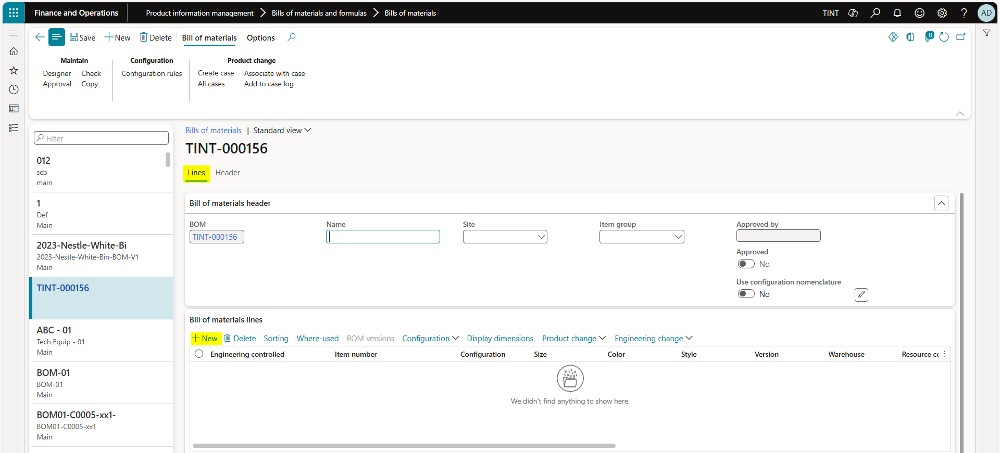 Finance and Operations
Product information management
Bills of materials and formulas
Bills of materials
TINT
AD
Save
New
Delete
Bill of materials
Options
0
Maintain
Designer
Check
Approval
Copy
Configuration
Configuration rules
Product change
Create case
Associate with case
All cases
Add to case log
Filter
012
scb
main
1
Def
Main
2023-Nestle-White-Bi
2023-Nestle-White-Bin-BOM-V1
Main
TINT-000156
ABC - 01
Tech Equip - 01
Main
BOM-01
BOM-01
Main
BOM01-C0005-xx1-
BOM01-C0005-xx1
Main
Bills of materials | Standard view
TINT-000156
Lines
Header
Bill of materials header
BOM
TINT-000156
Name
Site
Item group
Approved by
Approved
No
Use configuration nomenclature
No
Bill of materials lines
New
Delete
Sorting
Where-used
BOM versions
Configuration
Display dimensions
Product change
Engineering change
Engineering controlled
Item number
Configuration
Size
Color
Style
Version
Warehouse
Resource cc
We didn't find anything to show here.